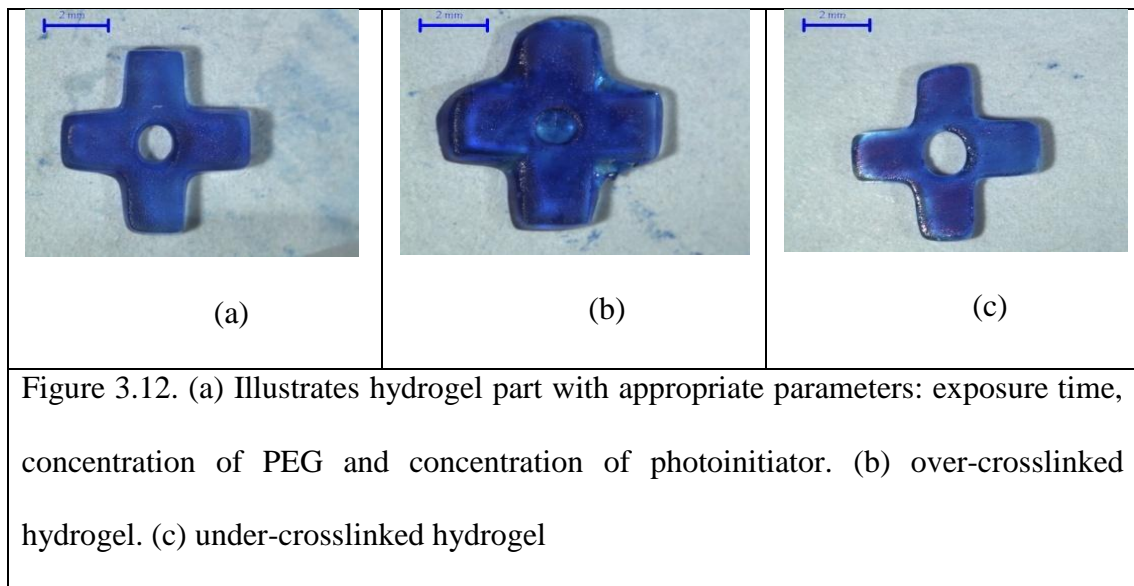 2 mm
2 mm
2 mm
(a)
(b)
(c)
Figure 3.12. (a) Illustrates hydrogel part with appropriate parameters: exposure time,
concentration of PEG and concentration of photoinitiator. (b) over-crosslinked
hydrogel. (c) under-crosslinked hydrogel